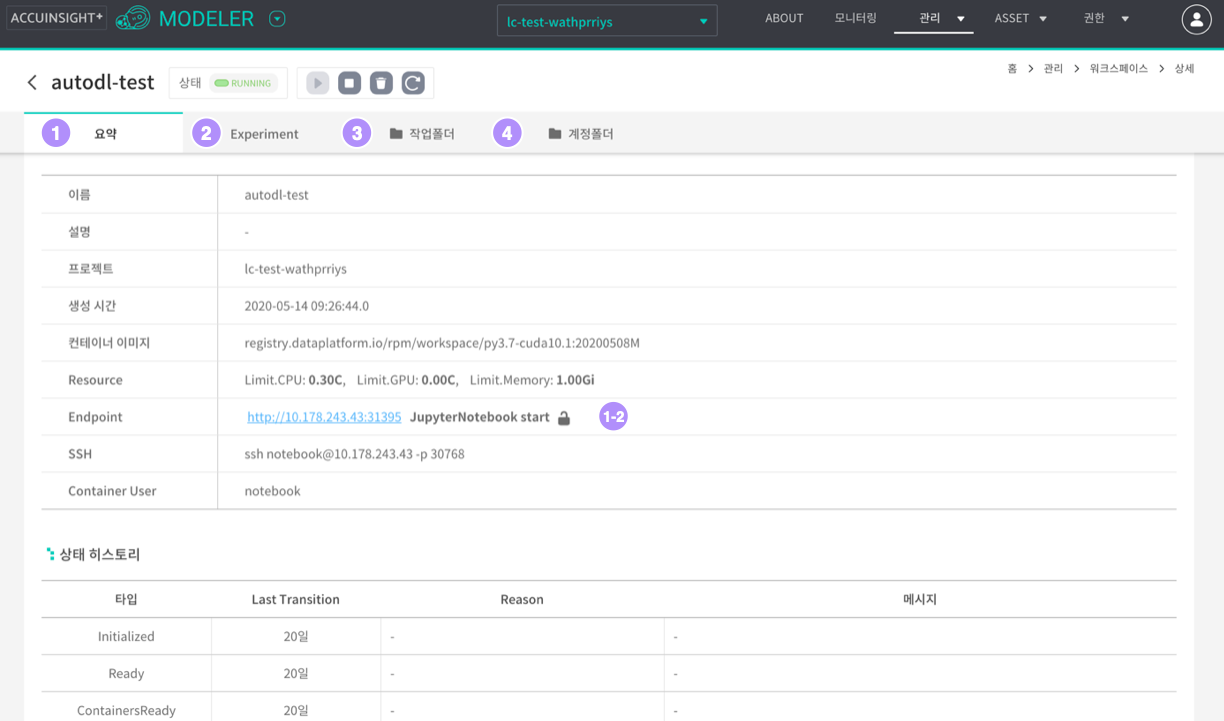 ACCUINSIGHT+ MODELER lc-test-wathprriys ABOUT 모니터링 관리 ASSET 권한
autodl-test 상태 RUNNING 홈 > 관리 > 워크스페이스 > 상세
1 요약 2 Experiment 3 작업폴더 4 계정폴더
이름 autodl-test
설명 -
프로젝트 lc-test-wathprriys
생성 시간 2020-05-14 09:26:44.0
컨테이너 이미지 registry.dataplatform.io/rpm/workspace/py3.7-cuda10.1:20200508M
Resource Limit.CPU: 0.30C, Limit.GPU: 0.00C, Limit.Memory: 1.00Gi
Endpoint http://10.178.243.43:31395 JupyterNotebook start 1-2
SSH ssh notebook@10.178.243.43 -p 30768
Container User notebook
상태 히스토리
타입 Last Transition Reason 메시지
Initialized 20일 - -
Ready 20일 - -
ContainersReady 20일 - -